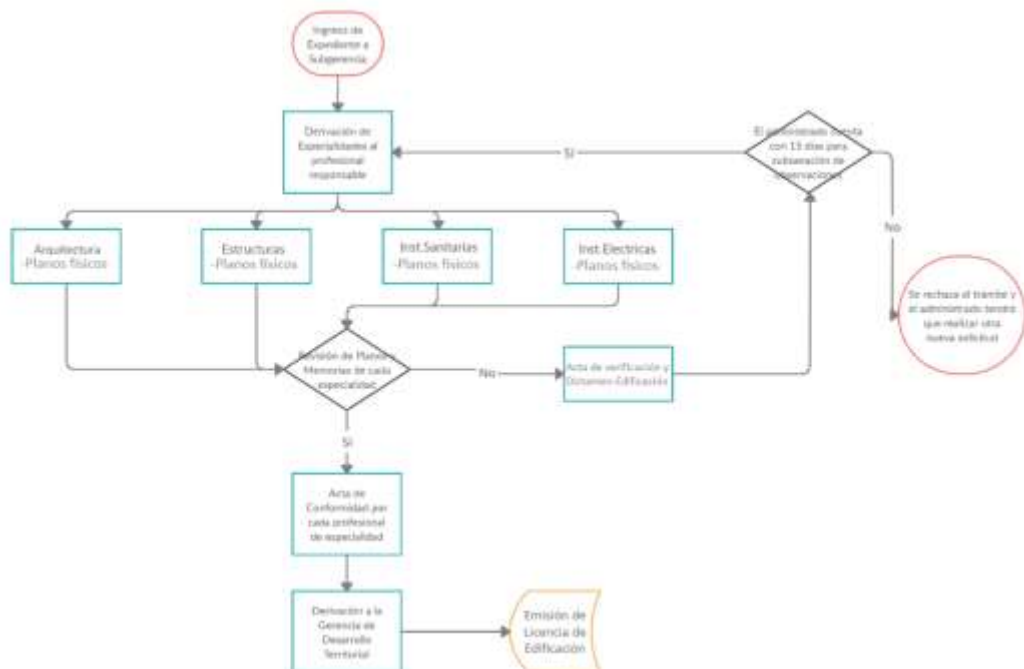 Ingreso de
Expediente a
Subgerencia
Derivación de
Especialidades al
profesional
responsable
El administrado cuenta
con 15 días para
subsanación de
observaciones
Si
No
Arquitectura
-Planos físicos
Estructuras
-Planos físicos
Inst.Sanitarias
-Planos físicos
Inst.Electricas
-Planos físicos
Se rechaza el trámite y
el administrado tendrá
que realizar otra
nueva solicitud
Revisión de Planos y
Memorias de cada
especialidad
No
Acta de verificación y
Dictamen-Edificación
Si
Acta de
Conformidad por
cada profesional
de especialidad
Derivación a la
Gerencia de
Desarrollo
Territorial
Emisión de
Licencia de
Edificación